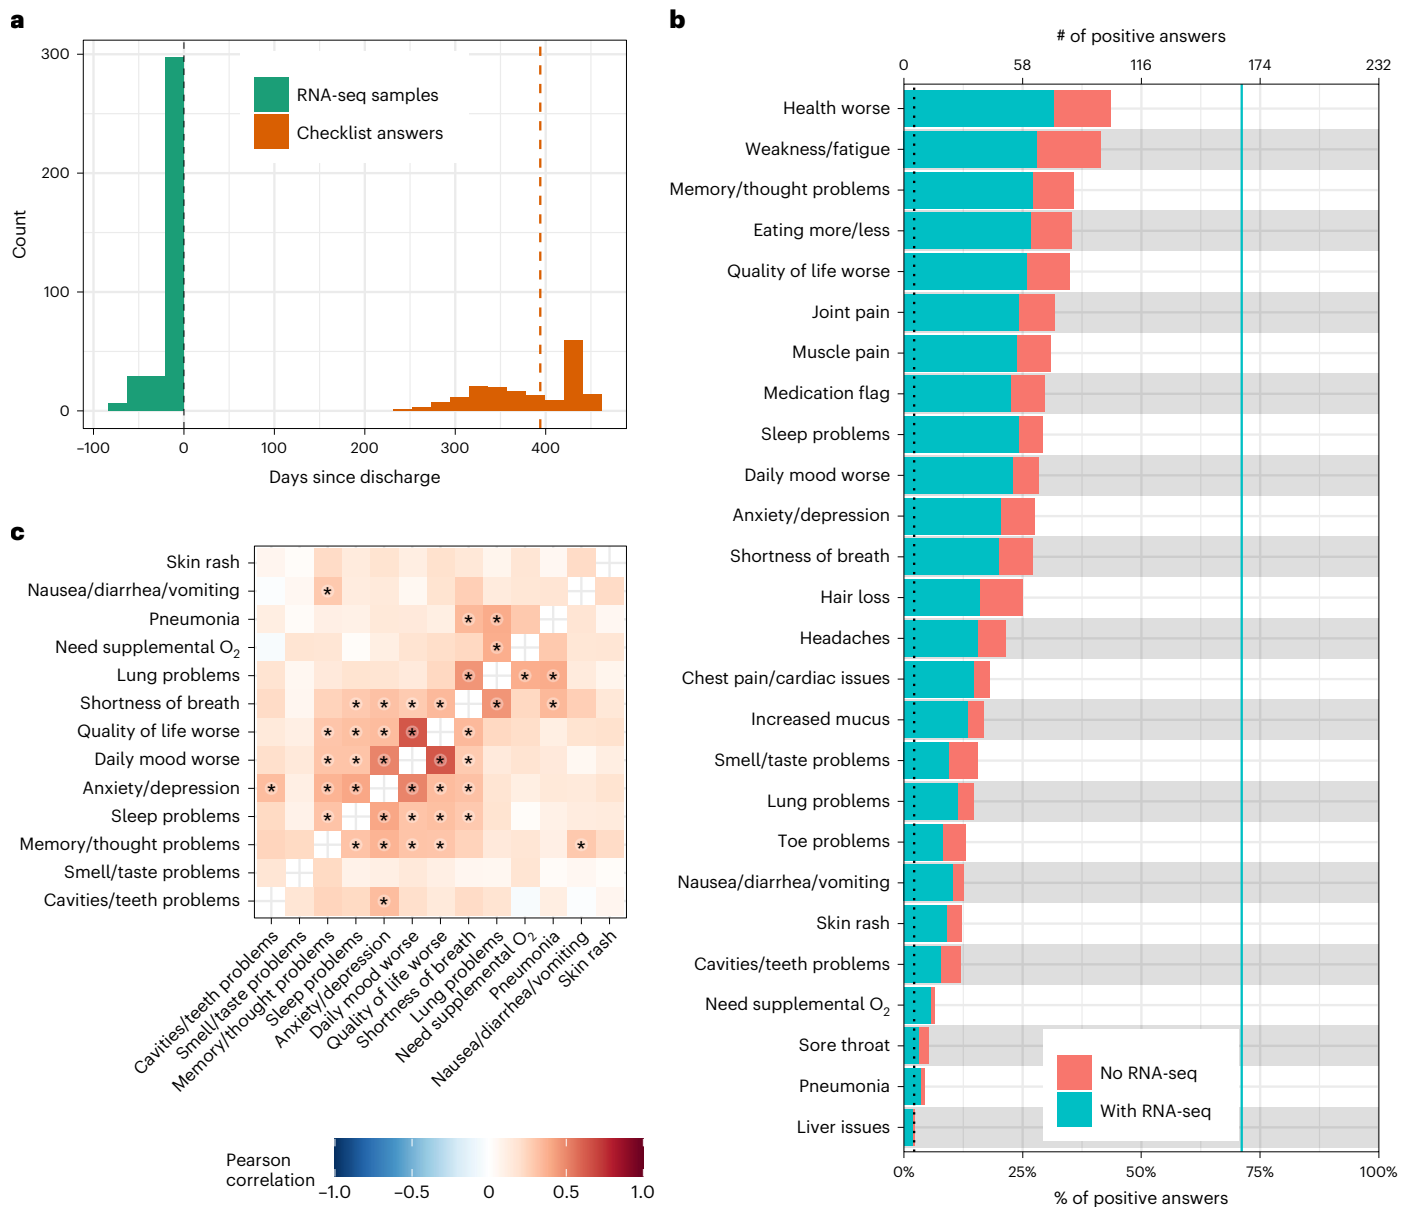 a
300
200
100
0
Count
RNA-seq samples
Checklist answers
−100
0
100
200
300
400
Days since discharge
b
# of positive answers
0
58
116
174
232
Health worse
Weakness/fatigue
Memory/thought problems
Eating more/less
Quality of life worse
Joint pain
Muscle pain
Medication flag
Sleep problems
Daily mood worse
Anxiety/depression
Shortness of breath
Hair loss
Headaches
Chest pain/cardiac issues
Increased mucus
Smell/taste problems
Lung problems
Toe problems
Nausea/diarrhea/vomiting
Skin rash
Cavities/teeth problems
Need supplemental O2
Sore throat
Pneumonia
Liver issues
No RNA-seq
With RNA-seq
0%
25%
50%
75%
100%
% of positive answers
c
Skin rash
Nausea/diarrhea/vomiting
Pneumonia
Need supplemental O2
Lung problems
Shortness of breath
Quality of life worse
Daily mood worse
Anxiety/depression
Sleep problems
Memory/thought problems
Smell/taste problems
Cavities/teeth problems
Cavities/teeth problems
Smell/taste problems
Memory/thought problems
Sleep problems
Anxiety/depression
Daily mood worse
Quality of life worse
Shortness of breath
Lung problems
Need supplemental O2
Pneumonia
Nausea/diarrhea/vomiting
Skin rash
Pearson
correlation
−1.0
−0.5
0
0.5
1.0